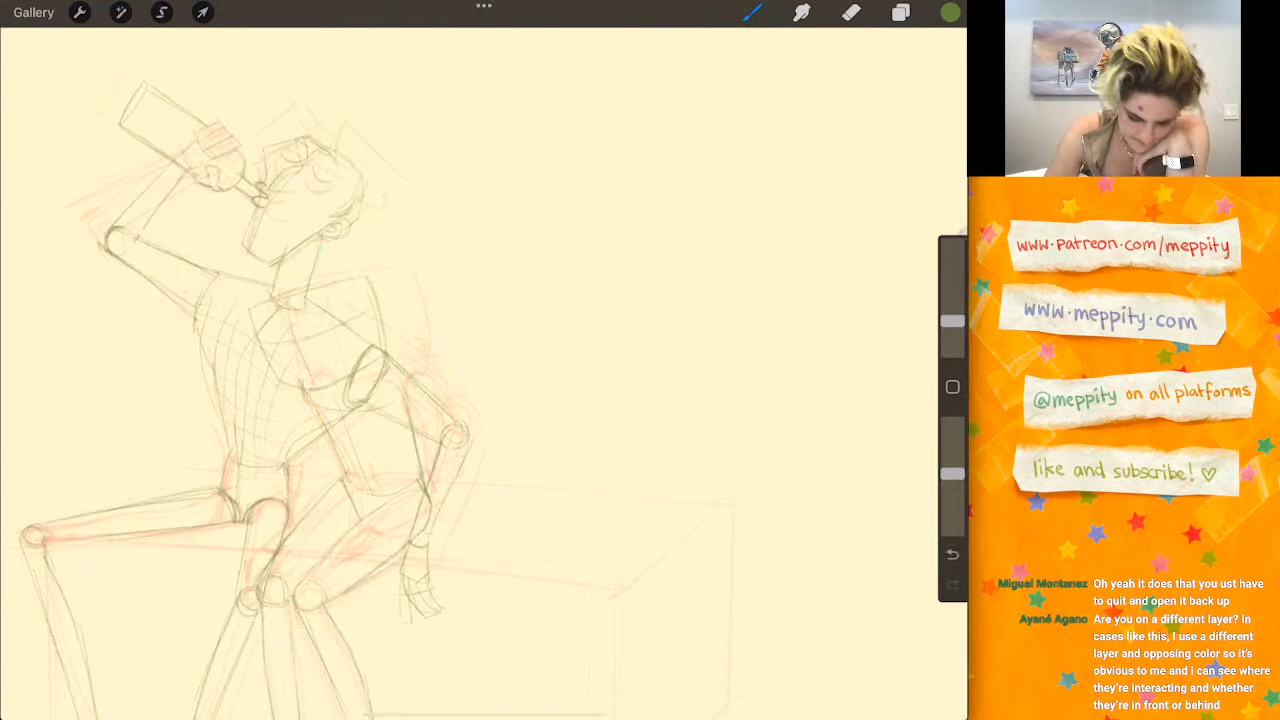 Gallery
www.patreon.com/meppity
www.meppity.com
@meppity on all platforms
like and subscribe!
Miguel Montanez Oh yeah it does that you ust have
to quit and open it back up
Ayané Agano Are you on a different layer? In
cases like this, I use a different
layer and opposing color so it's
obvious to me and i can see where
they're interacting and whether
they're in front or behind